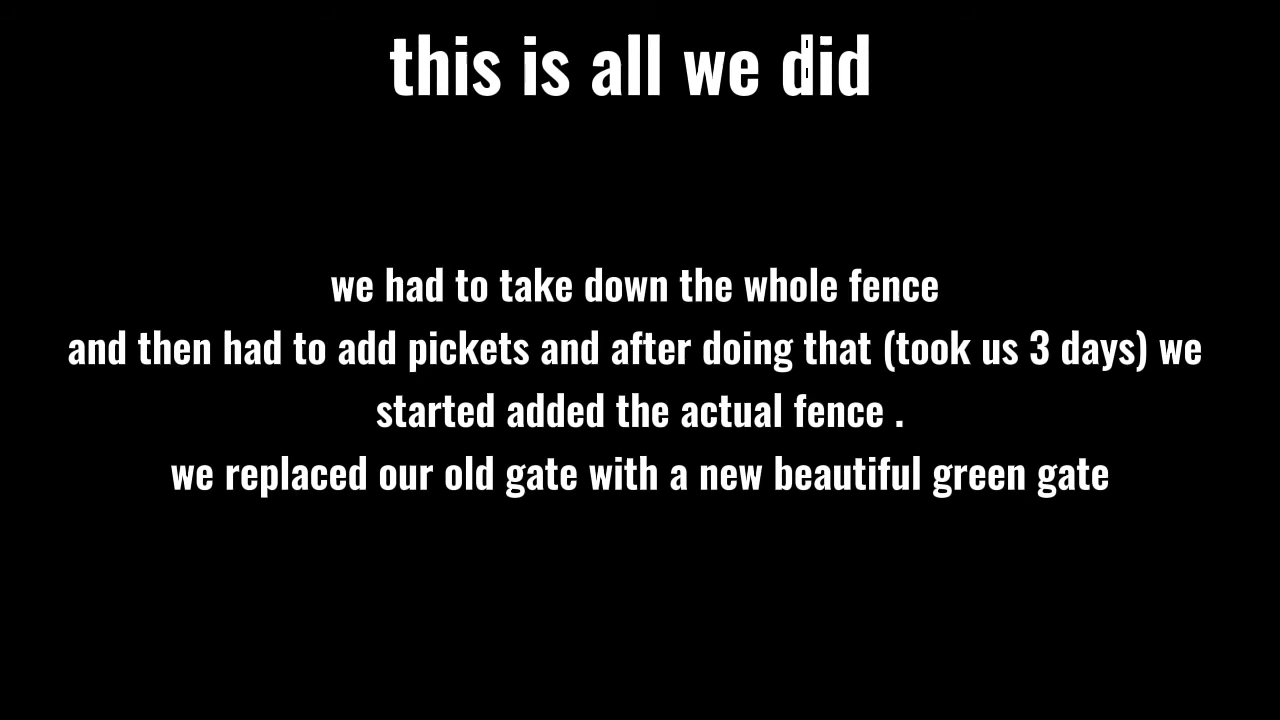 this is all we did
we had to take down the whole fence
and then had to add pickets and after doing that (took us 3 days) we
started added the actual fence .
we replaced our old gate with a new beautiful green gate